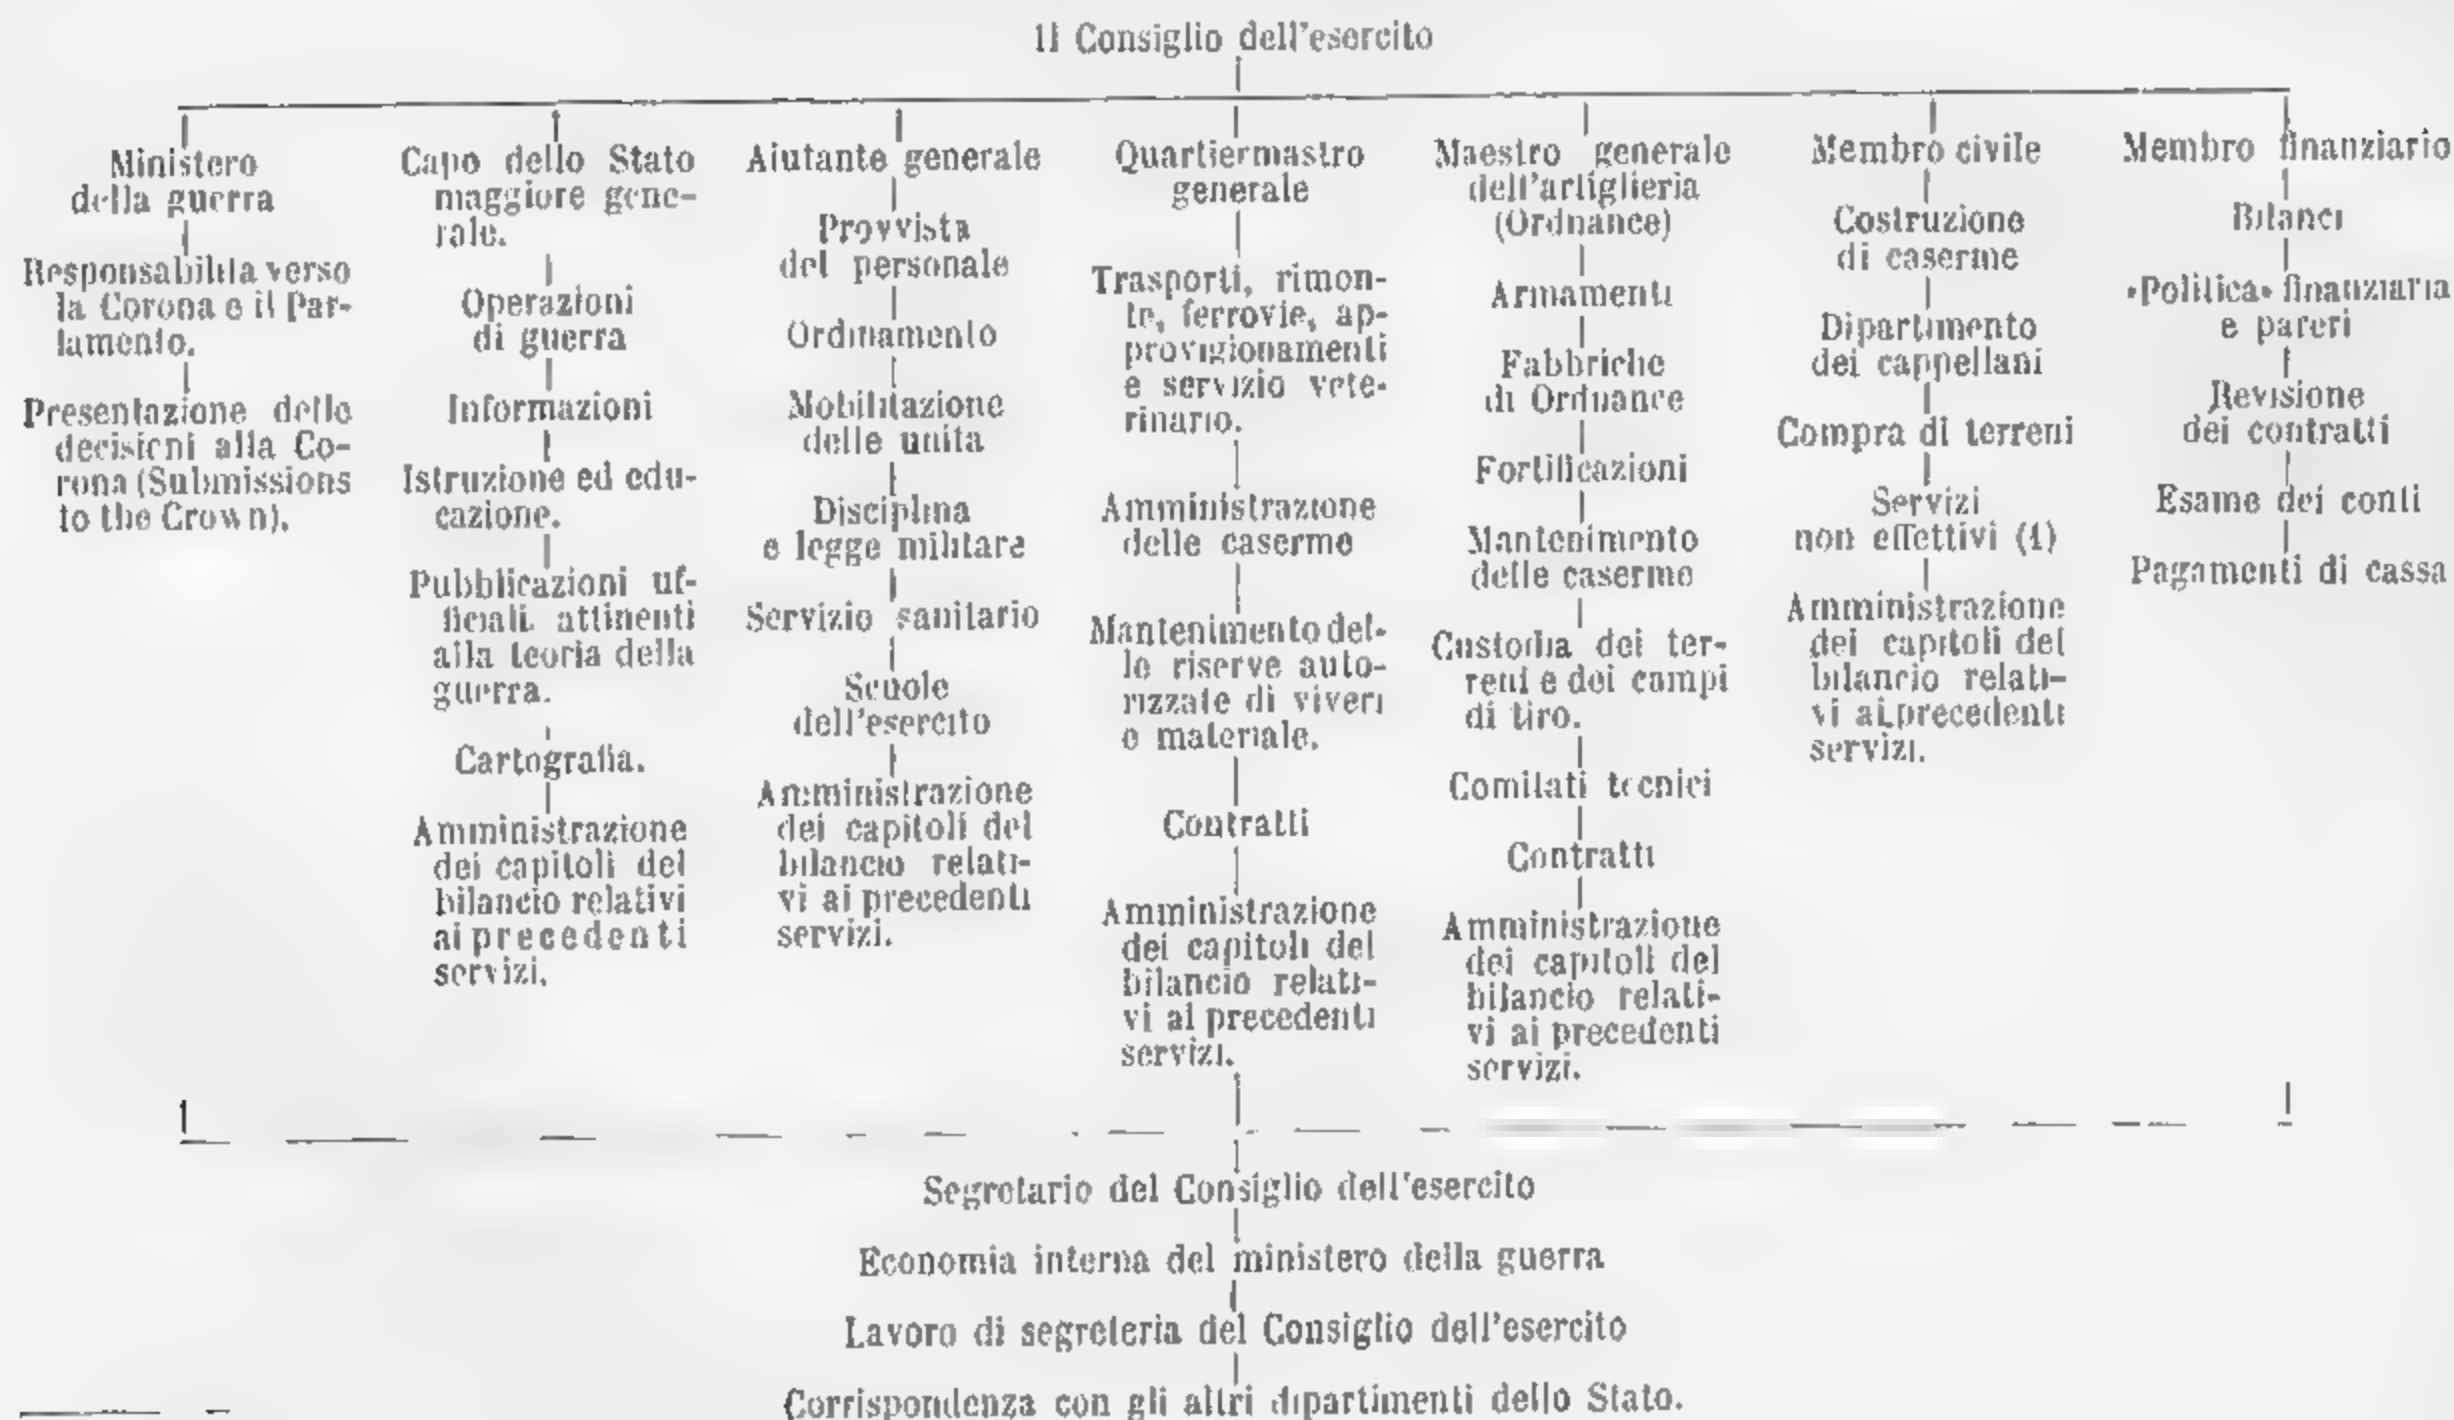 Il Consiglio dell'esercito
Ministero
della guerra
Responsabilità verso
la Corona e il Par-
lamento.
Presentazione delle
decisioni alla Co-
rona (Submissions
to the Crown).
Capo dello Stato
maggiore gene-
rale.
Operazioni
di guerra
Informazioni
Istruzione ed edu-
cazione.
Pubblicazioni uf-
ficiali attinenti
alla teoria della
guerra.
Cartografia.
Amministrazione
dei capitoli del
bilancio relativi
ai precedenti
servizi.
Aiutante generale
Provvista
del personale
Ordinamento
Mobilitazione
delle unità
Disciplina
e legge militare
Servizio sanitario
Scuole
dell'esercito
Amministrazione
dei capitoli del
bilancio relati-
vi ai precedenti
servizi.
Quartiermastro
generale
Trasporti, rimon-
te, ferrovie, ap-
provigionamenti
e servizio vete-
rinario.
Amministrazione
delle caserme
Mantenimento del-
le riserve auto-
rizzate di viveri
e materiale.
Contratti
Amministrazione
dei capitoli del
bilancio relati-
vi ai precedenti
servizi.
Maestro generale
dell'artiglieria
(Ordnance)
Armamenti
Fabbriche
di Ordnance
Fortificazioni
Mantenimento
delle caserme
Custodia dei ter-
reni e dei campi
di tiro.
Comitati tecnici
Contratti
Amministrazione
dei capitoli del
bilancio relati-
vi ai precedenti
servizi.
Membro civile
Costruzione
di caserme
Dipartimento
dei cappellani
Compra di terreni
Servizi
non effettivi (1)
Amministrazione
dei capitoli del
bilancio relati-
vi ai precedenti
servizi.
Membro finanziario
Bilanci
«Politica» finanziaria
e pareri
Revisione
dei contratti
Esame dei conti
Pagamenti di cassa
Segretario del Consiglio dell'esercito
Economia interna del ministero della guerra
Lavoro di segreteria del Consiglio dell'esercito
Corrispondenza con gli altri dipartimenti dello Stato.